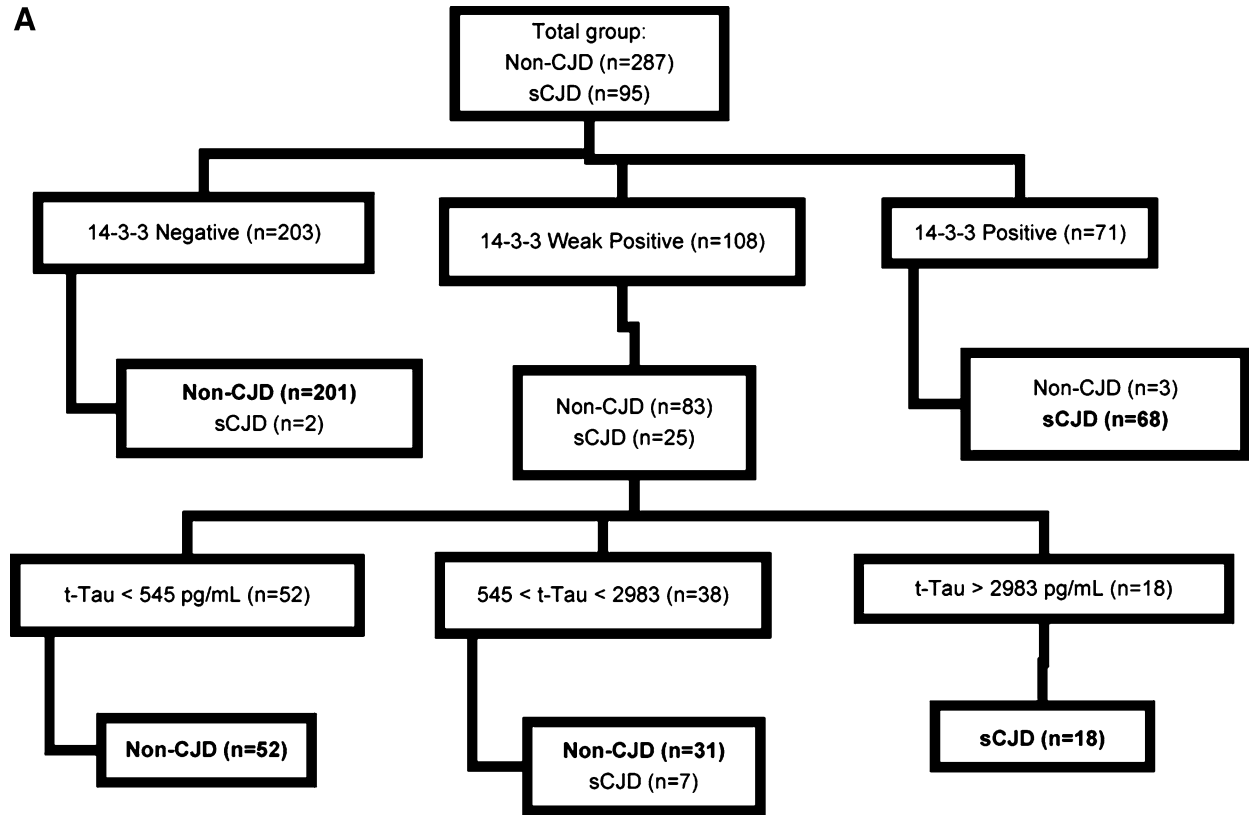 A
Total group:
Non-CJD (n=287)
sCJD (n=95)
14-3-3 Negative (n=203)
14-3-3 Weak Positive (n=108)
14-3-3 Positive (n=71)
Non-CJD (n=201)
sCJD (n=2)
Non-CJD (n=83)
sCJD (n=25)
Non-CJD (n=3)
sCJD (n=68)
t-Tau < 545 pg/mL (n=52)
545 < t-Tau < 2983 (n=38)
t-Tau > 2983 pg/mL (n=18)
Non-CJD (n=52)
Non-CJD (n=31)
sCJD (n=7)
sCJD (n=18)